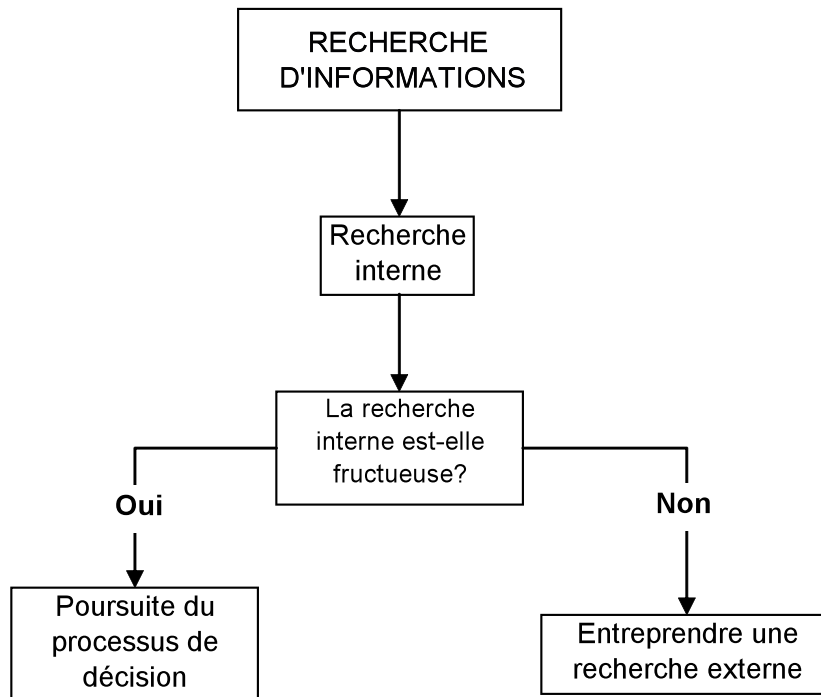 RECHERCHE
D'INFORMATIONS
Recherche
interne
La recherche
interne est-elle
fructueuse?
Oui
Non
Poursuite du
processus de
décision
Entreprendre une
recherche externe